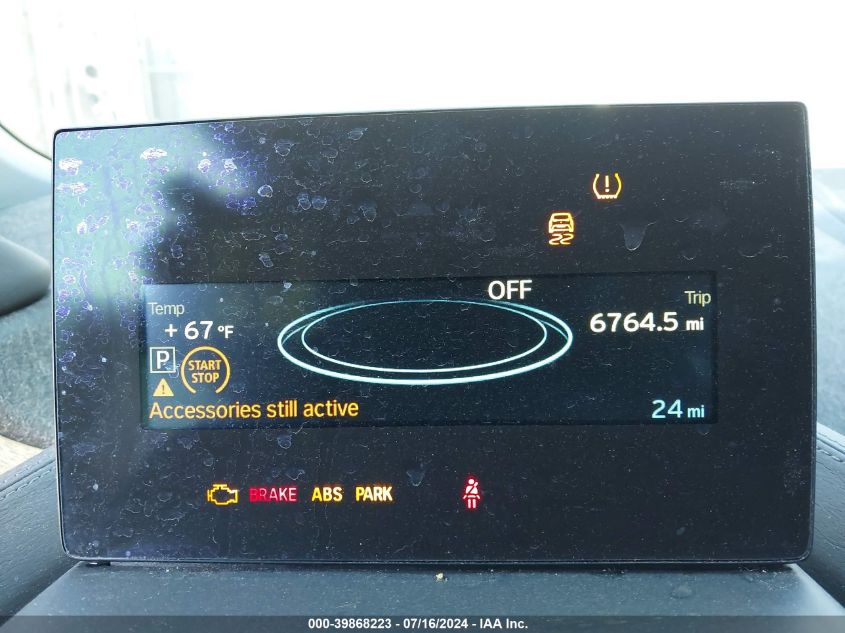 OFF
Temp
Trip
+ 67 °F
6764.5 mi
P
START
STOP
Accessories still active
24 mi
BRAKE ABS PARK
000-39868223 - 07/16/2024 - IAA Inc.